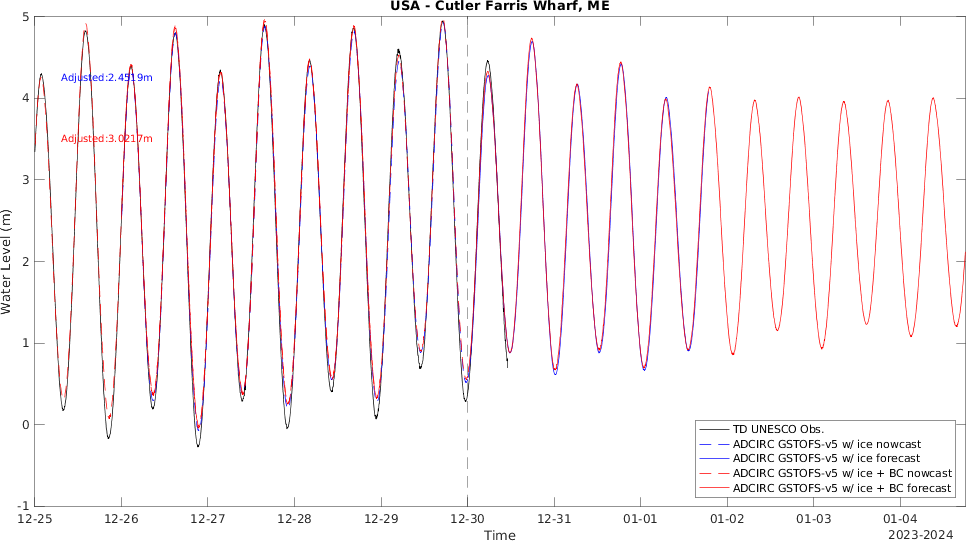 USA - Cutler Farris Wharf, ME
5
4
3
2
1
0
-1
Water Level (m)
Adjusted:2.4519m
Adjusted:3.0217m
TD UNESCO Obs.
ADCIRC GSTOFS-v5 w/ ice nowcast
ADCIRC GSTOFS-v5 w/ ice forecast
ADCIRC GSTOFS-v5 w/ ice + BC nowcast
ADCIRC GSTOFS-v5 w/ ice + BC forecast
12-25 12-26 12-27 12-28 12-29 12-30 12-31 01-01 01-02 01-03 01-04
Time
2023-2024